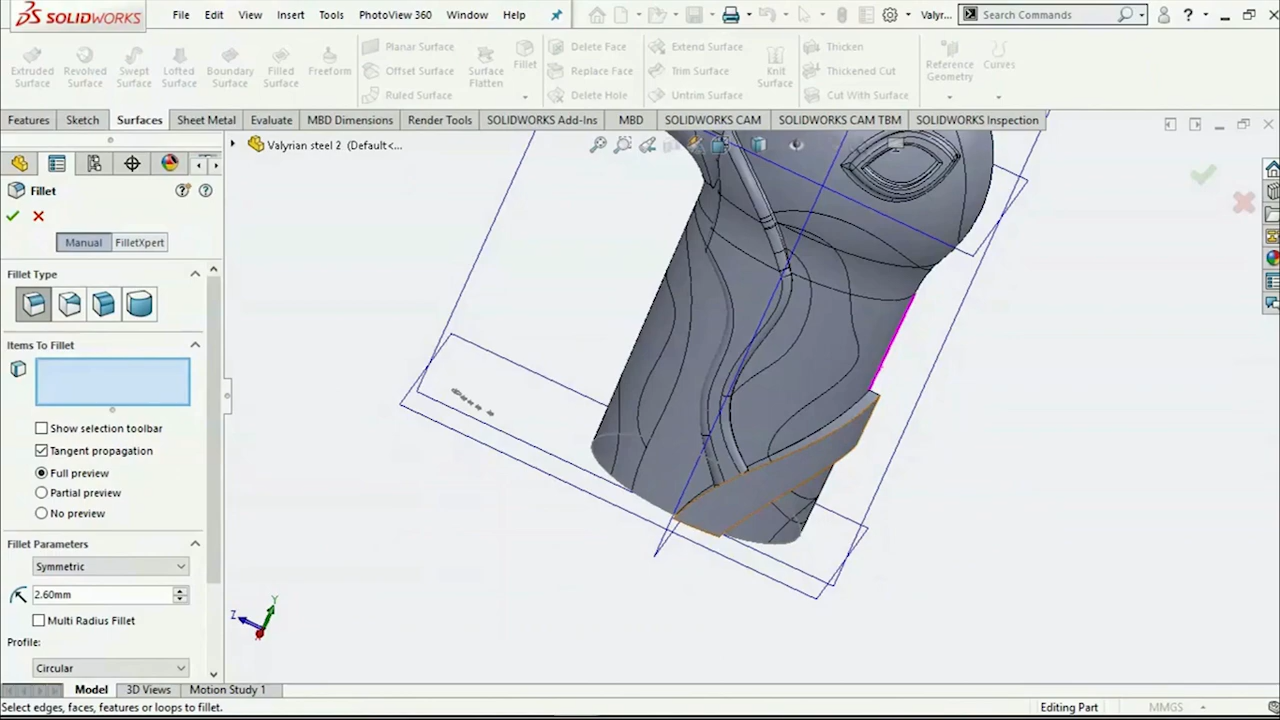 SOLIDWORKS
File Edit View Insert Tools PhotoView 360 Window Help
Valyr...
Search Commands
?
Extruded Surface
Revolved Surface
Swept Surface
Lofted Surface
Boundary Surface
Filled Surface
Freeform
Planar Surface
Offset Surface
Ruled Surface
Surface Flatten
Fillet
Delete Face
Replace Face
Delete Hole
Extend Surface
Trim Surface
Untrim Surface
Knit Surface
Thicken
Thickened Cut
Cut With Surface
Reference Geometry
Curves
Features Sketch Surfaces Sheet Metal Evaluate MBD Dimensions Render Tools SOLIDWORKS Add-Ins MBD SOLIDWORKS CAM SOLIDWORKS CAM TBM SOLIDWORKS Inspection
Valyrian steel 2 (Default<...
Fillet
Manual FilletXpert
Fillet Type
Items To Fillet
Show selection toolbar
Tangent propagation
Full preview
Partial preview
No preview
Fillet Parameters
Symmetric
2.60mm
Multi Radius Fillet
Profile:
Circular
Z
Y
Model 3D Views Motion Study 1
Select edges, faces, features or loops to fillet.
Editing Part
MMGS